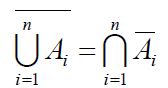 $\overline{\bigcup_{i=1}^{n} A_i} = \bigcap_{i=1}^{n} \overline{A_i}$